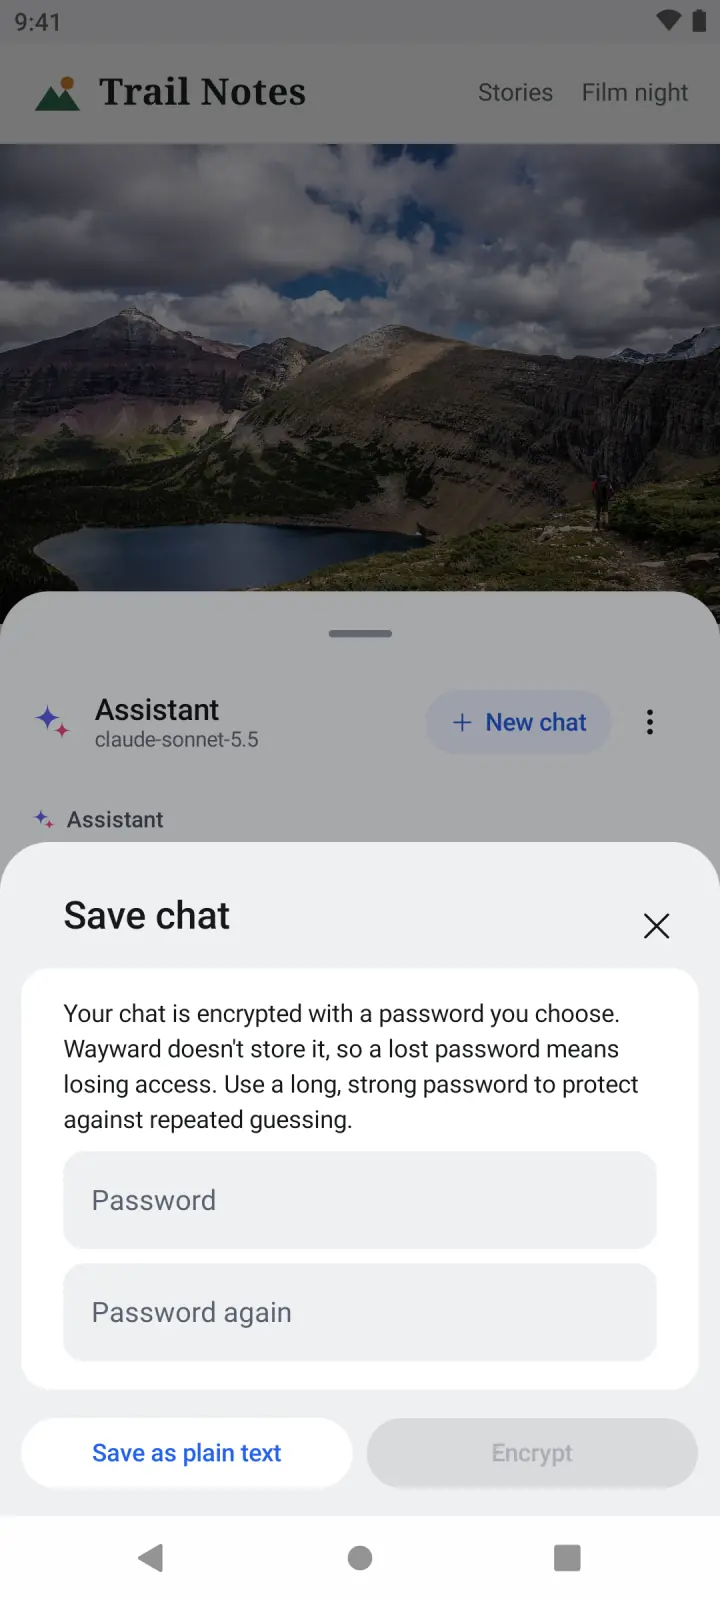 9:41
Trail Notes
Stories
Film night
Assistant
claude-sonnet-5.5
New chat
Assistant
Save chat
Your chat is encrypted with a password you choose.
Wayward doesn't store it, so a lost password means
losing access. Use a long, strong password to protect
against repeated guessing.
Password
Password again
Save as plain text
Encrypt